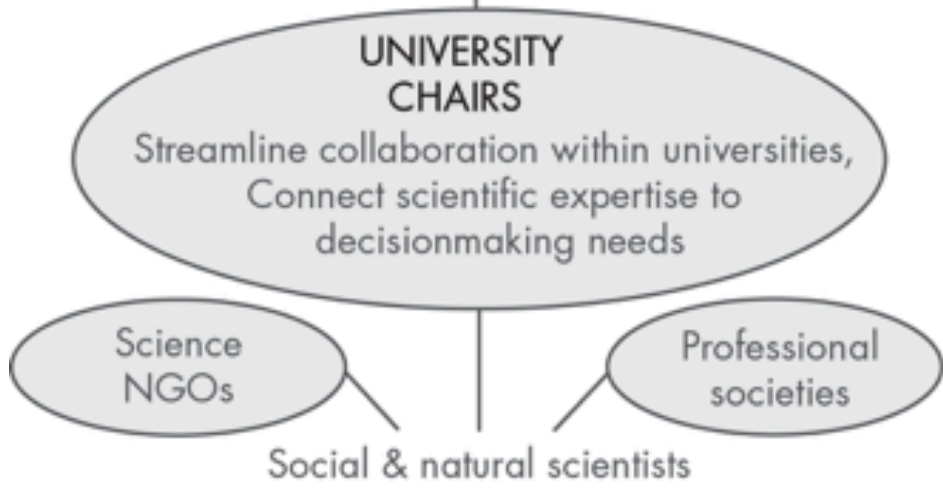 UNIVERSITY
CHAIRS
Streamline collaboration within universities,
Connect scientific expertise to
decisionmaking needs
Science
NGOs
Professional
societies
Social & natural scientists